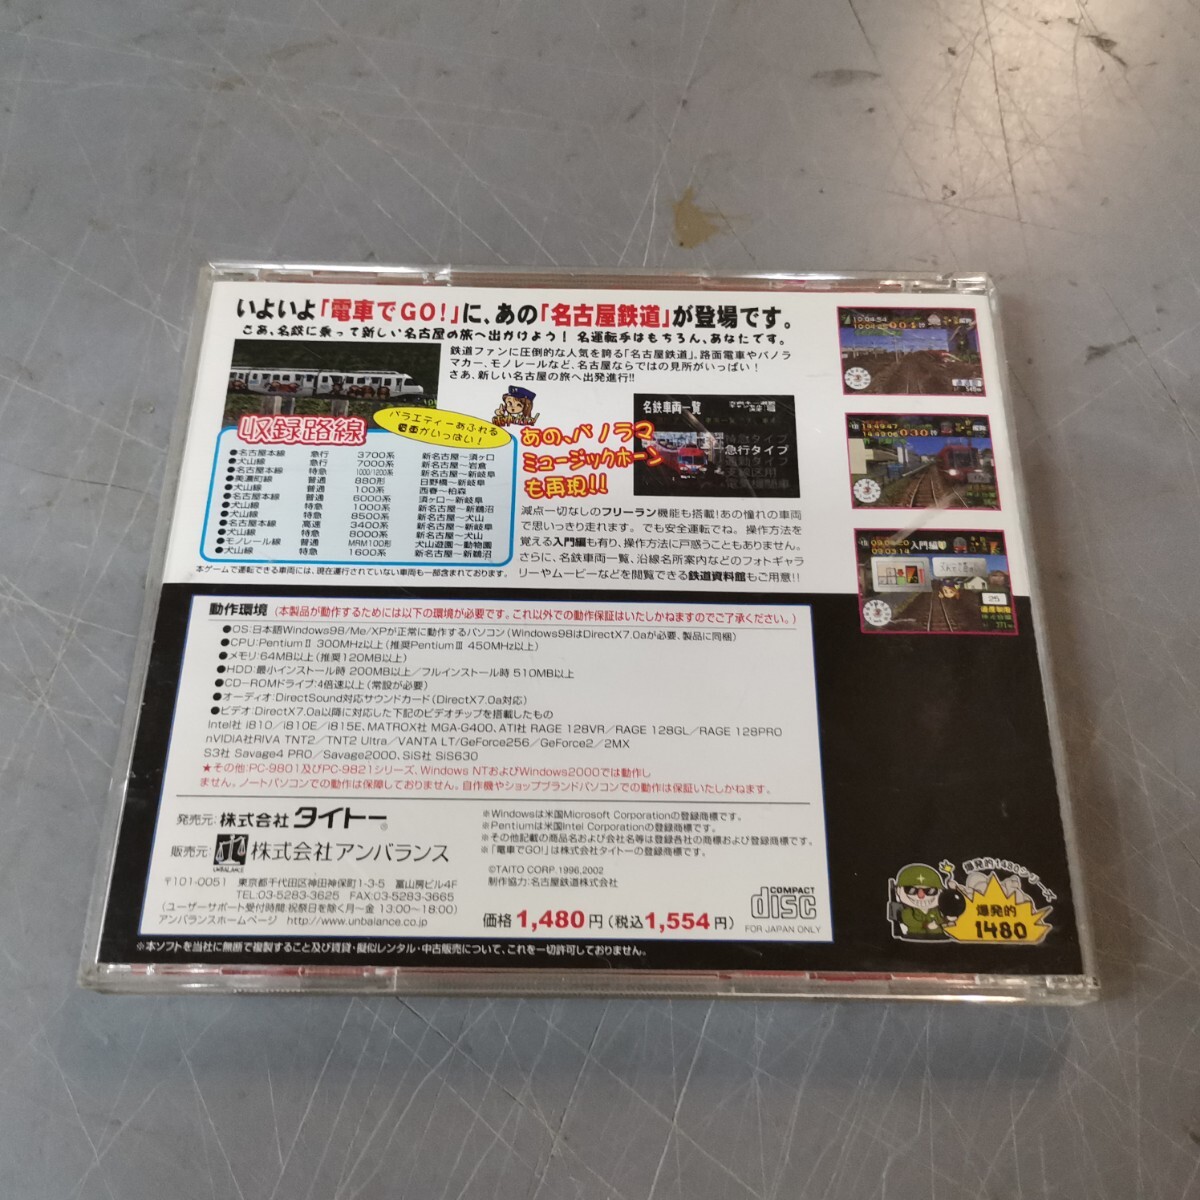 いよいよ「電車でGO!」に、あの「名古屋鉄道」が登場です。
さあ、名鉄に乗って新しい名古屋の旅へ出かけよう! 名運転手はもちろん、あなたです。
鉄道ファンに圧倒的な人気を誇る「名古屋鉄道」。路面電車やパノラ
マカー、モノレールなど、名古屋ならではの見所がいっぱい!
さあ、新しい名古屋の旅へ出発進行!!
収録路線
バラエティーあふれる
電車がいっぱい!
●名古屋本線 急行 3700系 新名古屋〜須ヶ口
●犬山線 急行 7000系 新名古屋〜岩倉
●名古屋本線 特急 1000/1200系 新名古屋〜新岐阜
●美濃町線 普通 880形 日野橋〜新岐阜
●犬山線 普通 100系 西春〜柏森
●名古屋本線 普通 6000系 須ヶ口〜新岐阜
●犬山線 特急 1000系 新名古屋〜新鵜沼
●犬山線 特急 8500系 新名古屋〜犬山
●名古屋本線 高速 3400系 新名古屋〜新岐阜
●犬山線 特急 8000系 新名古屋〜犬山
●モノレール線 普通 MRM100形 犬山遊園〜動物園
●犬山線 特急 1600系 新名古屋〜新鵜沼
本ゲームで運転できる車両には、現在運行されていない車両も一部含まれております。
あの、パノラマ
ミュージックホーン
も再現!!
名鉄車両一覧
急行タイプ
減点一切なしのフリーラン機能も搭載!あの憧れの車両
で思いっきり走れます。でも安全運転でね。操作方法を
覚える入門編も有り、操作方法に戸惑うこともありません。
さらに、名鉄車両一覧、沿線名所案内などのフォトギャラ
リーやムービーなどを閲覧できる鉄道資料館もご用意!!
入門編
動作環境 (本製品が動作するためには以下の環境が必要です。これ以外での動作保証はいたしかねますのでご了承ください。)
●OS:日本語Windows98/Me/XPが正常に動作するパソコン(Windows98はDirectX7.0aが必要、製品に同梱)
●CPU:PentiumⅡ 300MHz以上(推奨PentiumⅢ 450MHz以上)
●メモリ:64MB以上(推奨120MB以上)
●HDD:最小インストール時 200MB以上/フルインストール時 510MB以上
●CD-ROMドライブ:4倍速以上(常設が必要)
●オーディオ:DirectSound対応サウンドカード(DirectX7.0a対応)
●ビデオ:DirectX7.0a以降に対応した下記のビデオチップを搭載したもの
Intel社 i810/i810E/i815E、MATROX社 MGA-G400、ATI社 RAGE 128VR/RAGE 128GL/RAGE 128PRO
nVIDIA社RIVA TNT2/TNT2 Ultra/VANTA LT/GeForce256/GeForce2/2MX
S3社 Savage4 PRO/Savage2000、SiS社 SiS630
★その他:PC-9801及びPC-9821シリーズ、Windows NTおよびWindows2000では動作し
ません。ノートパソコンでの動作は保障しておりません。自作機やショップブランドパソコンでの動作は保証いたしかねます。
発売元:株式会社タイトー®
販売元:UNBALANCE 株式会社アンバランス
〒101-0051 東京都千代田区神田神保町1-3-5 冨山房ビル4F
TEL:03-5283-3625 FAX:03-5283-3665
(ユーザーサポート受付時間:祝祭日を除く月〜金 13:00〜18:00)
アンバランスホームページ http://www.unbalance.co.jp
※Windowsは米国Microsoft Corporationの登録商標です。
※Pentiumは米国Intel Corporationの登録商標です。
※その他記載の商品名および会社名等は登録各社の商標および登録商標です。
※「電車でGO!」は株式会社タイトーの登録商標です。
©TAITO CORP.1996,2002
制作協力:名古屋鉄道株式会社
価格1,480円(税込1,554円)
COMPACT
disc
FOR JAPAN ONLY
爆発的1480シリーズ
爆発的
1480
※本ソフトを当社に無断で複製すること及び賃貸・擬似レンタル・中古販売について、これを一切許可しておりません。